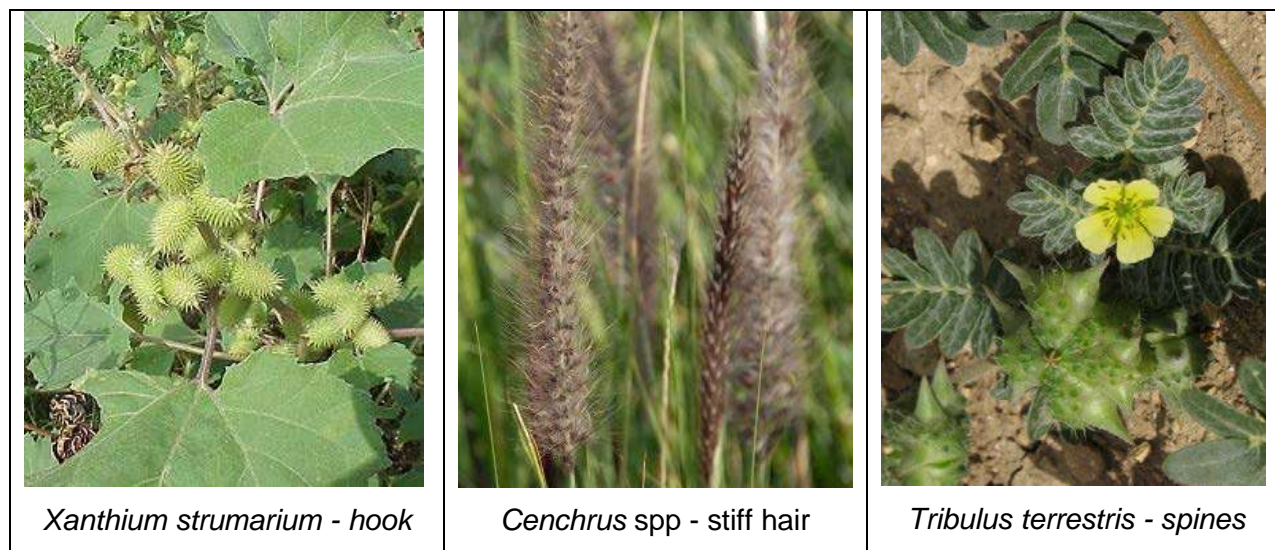 Xanthium strumarium - hook
Cenchrus spp - stiff hair
Tribulus terrestris - spines